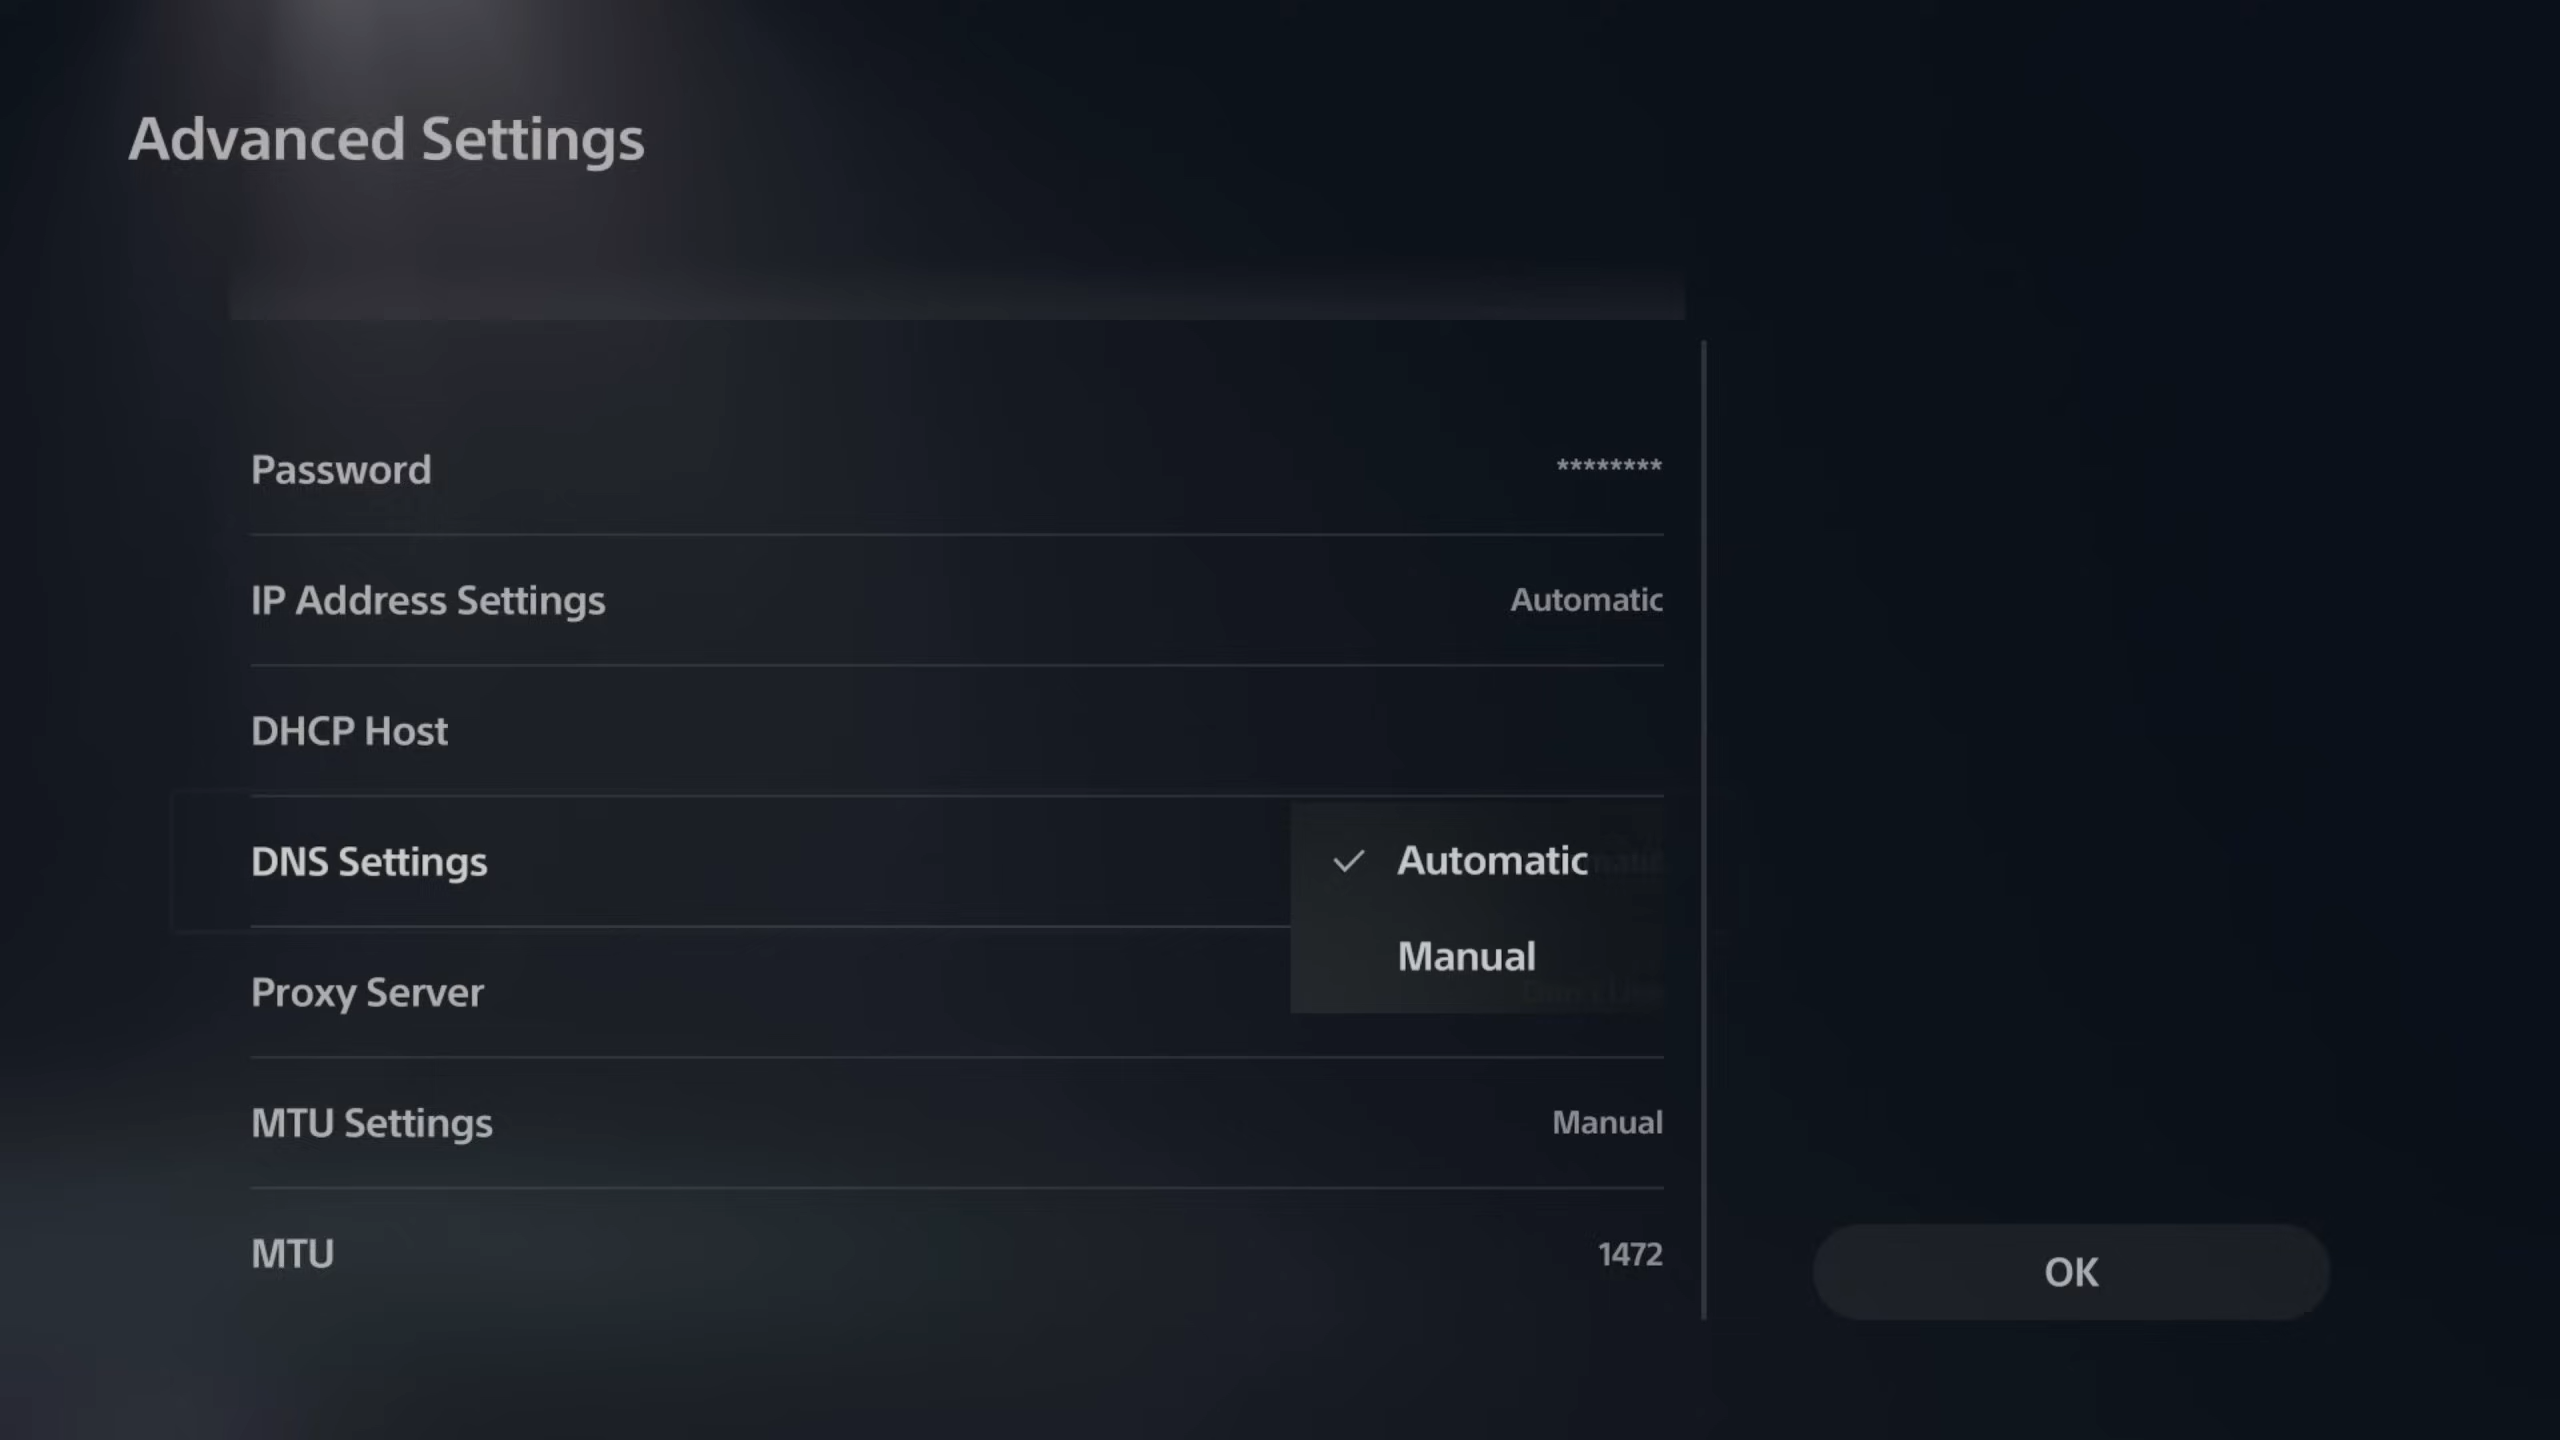 Advanced Settings
Password ********
IP Address Settings Automatic
DHCP Host
DNS Settings Automatic
Manual
Proxy Server
MTU Settings Manual
MTU 1472
OK